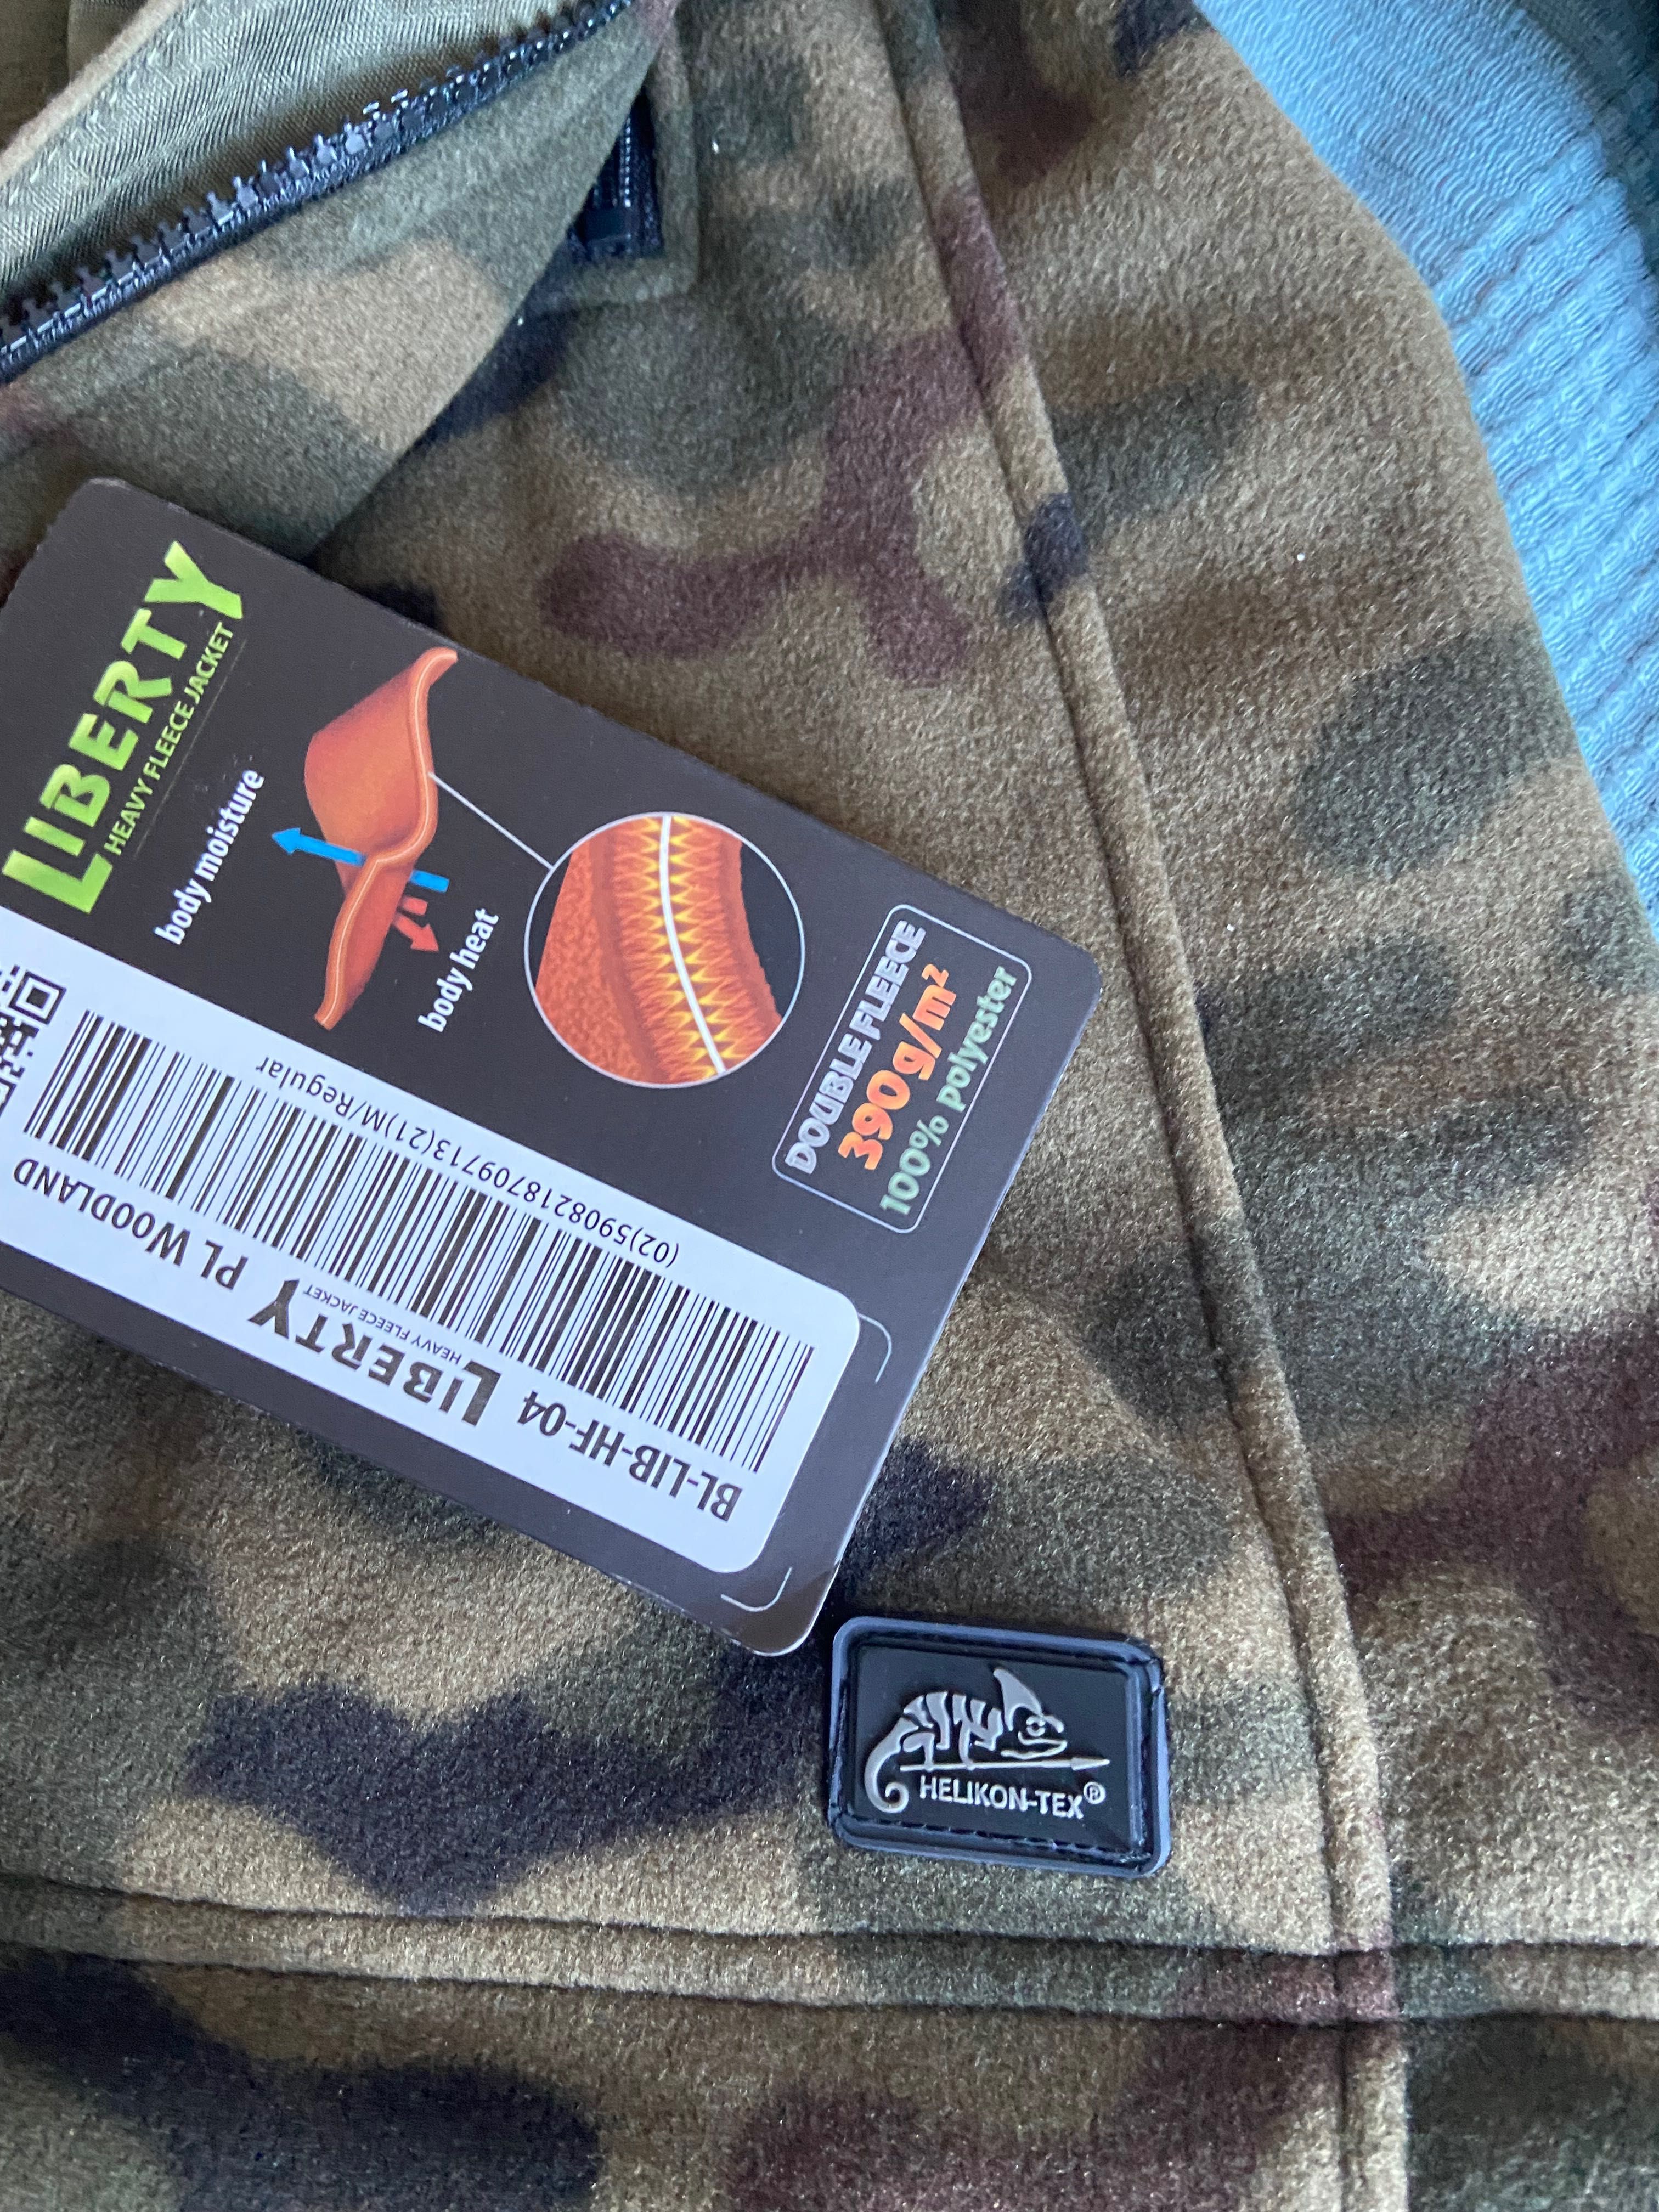 LIBERTY
HEAVY FLEECE JACKET
body moisture
body heat
DOUBLE FLEECE
390g/m²
100% polyester
BL-LIB-HF-04 LIBERTY PL WOODLAND
HEAVY FLEECE JACKET
(02)5908218709713(21)M/Regular
HELIKON-TEX®